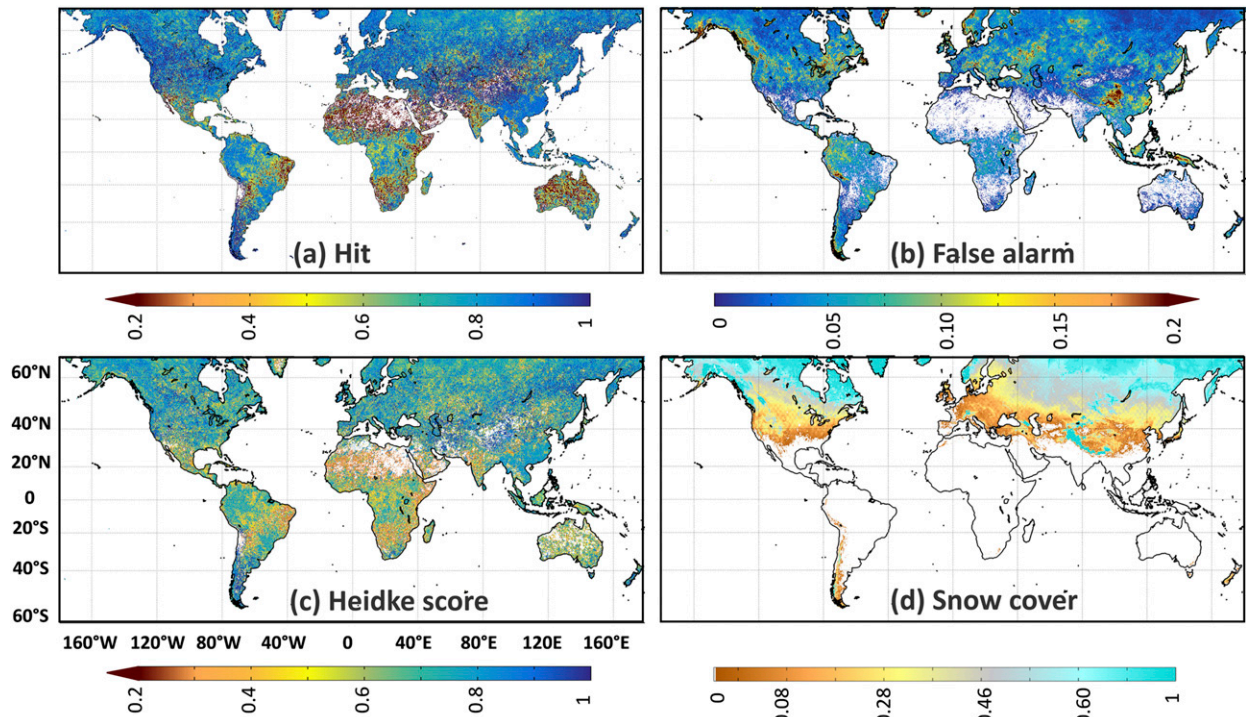 (a) Hit
(b) False alarm
0.2 0.4 0.6 0.8 1
0 0.05 0.10 0.15 0.2
60°N
40°N
20°N
0
20°S
40°S
60°S
(c) Heidke score
(d) Snow cover
160°W 120°W 80°W 40°W 0 40°E 80°E 120°E 160°E
0.2 0.4 0.6 0.8 1
0 0.08 0.28 0.46 0.60 1